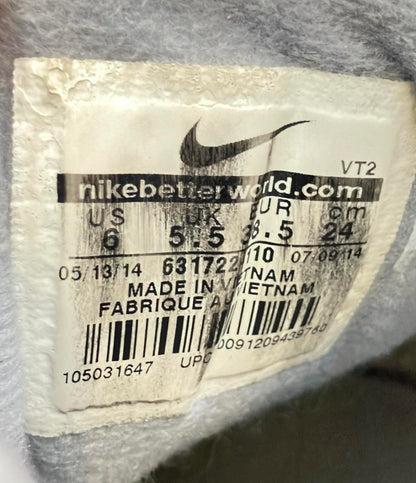 VT2
nikebetterworld.com
US UK EUR cm
6 5.5 38.5 24
05/13/14 631722 110 07/09/14
MADE IN VIETNAM
FABRIQUE AU VIETNAM
105031647 UPC